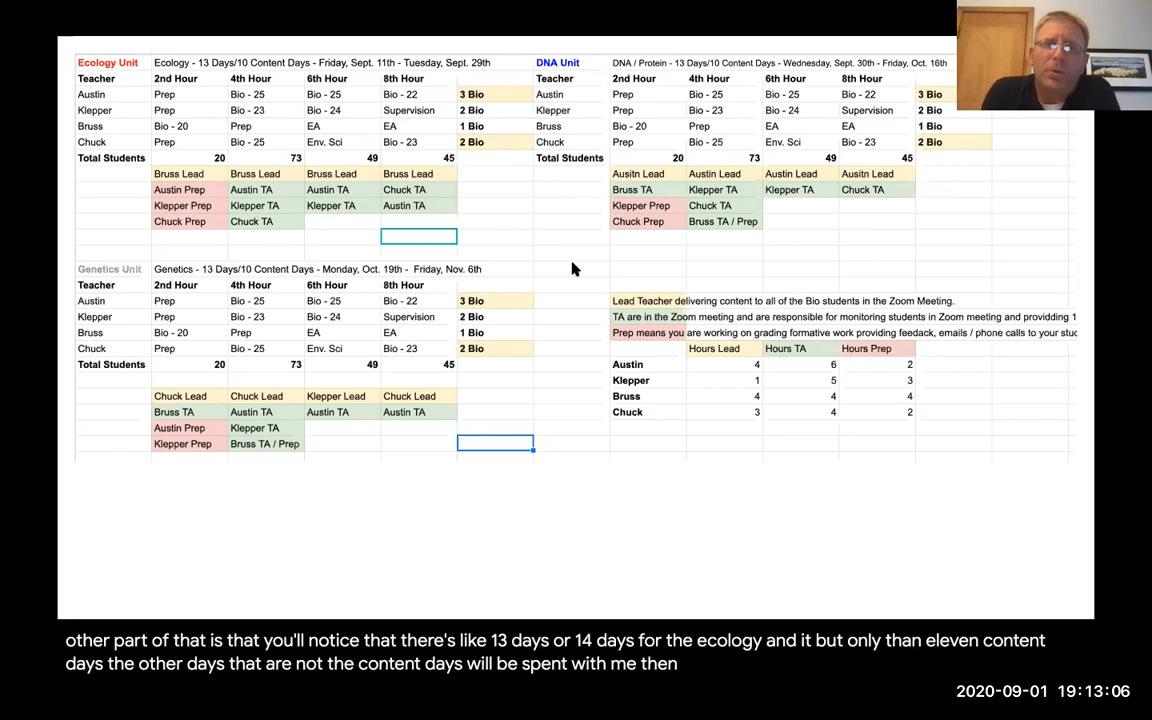 Ecology Unit Ecology - 13 Days/10 Content Days - Friday, Sept. 11th - Tuesday, Sept. 29th
Teacher 2nd Hour 4th Hour 6th Hour 8th Hour
Austin Prep Bio - 25 Bio - 25 Bio - 22 3 Bio
Klepper Prep Bio - 23 Bio - 24 Supervision 2 Bio
Bruss Bio - 20 Prep EA EA 1 Bio
Chuck Prep Bio - 25 Env. Sci Bio - 23 2 Bio
Total Students 20 73 49 45
Bruss Lead Bruss Lead Bruss Lead Bruss Lead
Austin Prep Austin TA Austin TA Chuck TA
Klepper Prep Klepper TA Klepper TA Austin TA
Chuck Prep Chuck TA
DNA Unit DNA / Protein - 13 Days/10 Content Days - Wednesday, Sept. 30th - Friday, Oct. 16th
Teacher 2nd Hour 4th Hour 6th Hour 8th Hour
Austin Prep Bio - 25 Bio - 25 Bio - 22 3 Bio
Klepper Prep Bio - 23 Bio - 24 Supervision 2 Bio
Bruss Bio - 20 Prep EA EA 1 Bio
Chuck Prep Bio - 25 Env. Sci Bio - 23 2 Bio
Total Students 20 73 49 45
Ausitn Lead Austin Lead Austin Lead Ausitn Lead
Bruss TA Klepper TA Klepper TA Chuck TA
Klepper Prep Chuck TA
Chuck Prep Bruss TA / Prep
Genetics Unit Genetics - 13 Days/10 Content Days - Monday, Oct. 19th - Friday, Nov. 6th
Teacher 2nd Hour 4th Hour 6th Hour 8th Hour
Austin Prep Bio - 25 Bio - 25 Bio - 22 3 Bio
Klepper Prep Bio - 23 Bio - 24 Supervision 2 Bio
Bruss Bio - 20 Prep EA EA 1 Bio
Chuck Prep Bio - 25 Env. Sci Bio - 23 2 Bio
Total Students 20 73 49 45
Chuck Lead Chuck Lead Klepper Lead Chuck Lead
Bruss TA Austin TA Austin TA Austin TA
Austin Prep Klepper TA
Klepper Prep Bruss TA / Prep
Lead Teacher delivering content to all of the Bio students in the Zoom Meeting.
TA are in the Zoom meeting and are responsible for monitoring students in Zoom meeting and providding 1
Prep means you are working on grading formative work providing feedack, emails / phone calls to your stuc
Hours Lead Hours TA Hours Prep
Austin 4 6 2
Klepper 1 5 3
Bruss 4 4 4
Chuck 3 4 2
other part of that is that you'll notice that there's like 13 days or 14 days for the ecology and it but only than eleven content
days the other days that are not the content days will be spent with me then
2020-09-01 19:13:06